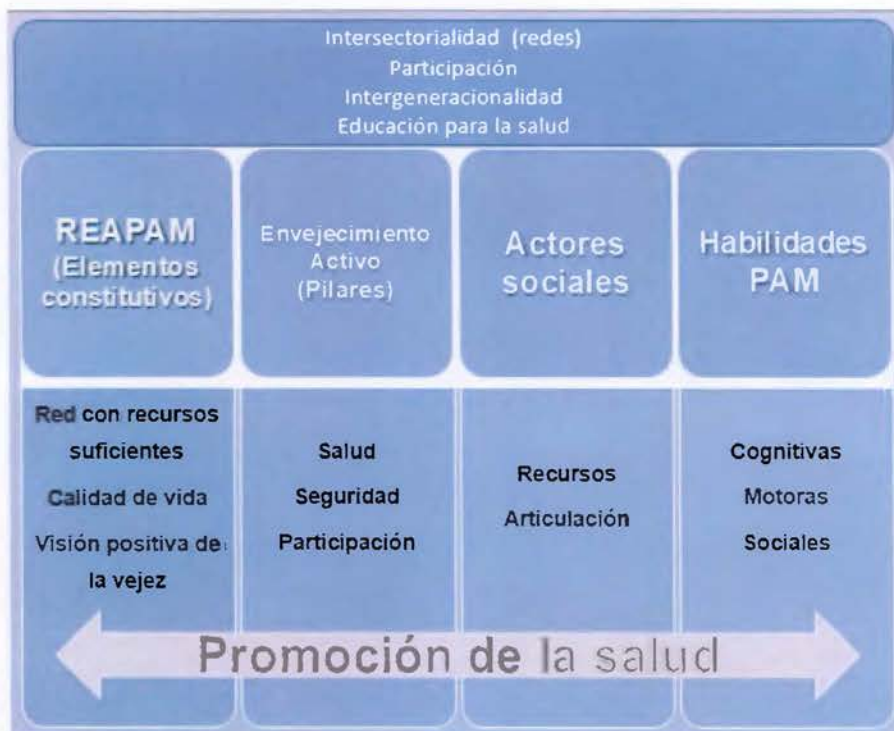 Intersectorialidad (redes)
Participación
Intergeneracionalidad
Educación para la salud
REAPAM
(Elementos
constitutivos)
Envejecimiento
Activo
(Pilares)
Actores
sociales
Habilidades
PAM
Red con recursos
suficientes
Calidad de vida
Visión positiva de
la vejez
Salud
Seguridad
Participación
Recursos
Articulación
Cognitivas
Motoras
Sociales
Promoción de la salud